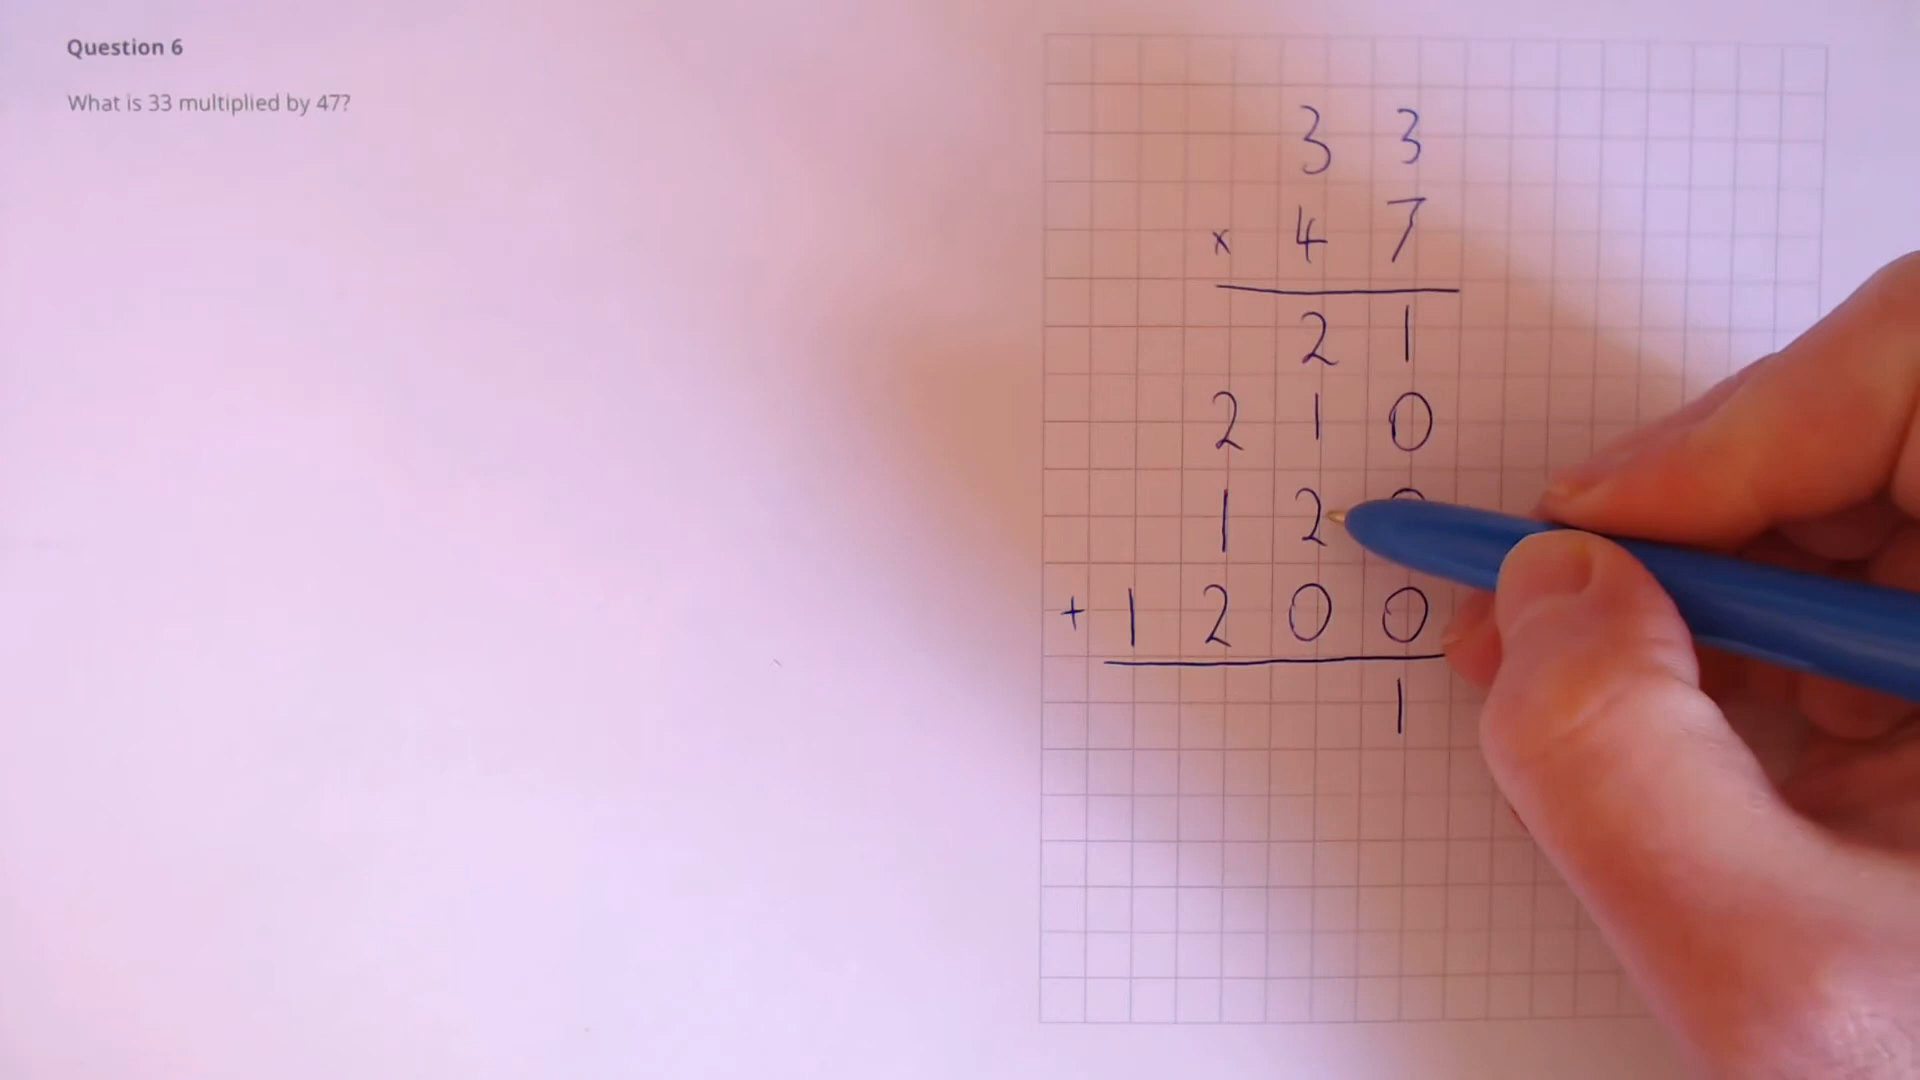 Question 6
What is 33 multiplied by 47?
3 3
x 4 7
2 1
2 1 0
1 2 0
+ 1 2 0 0
1